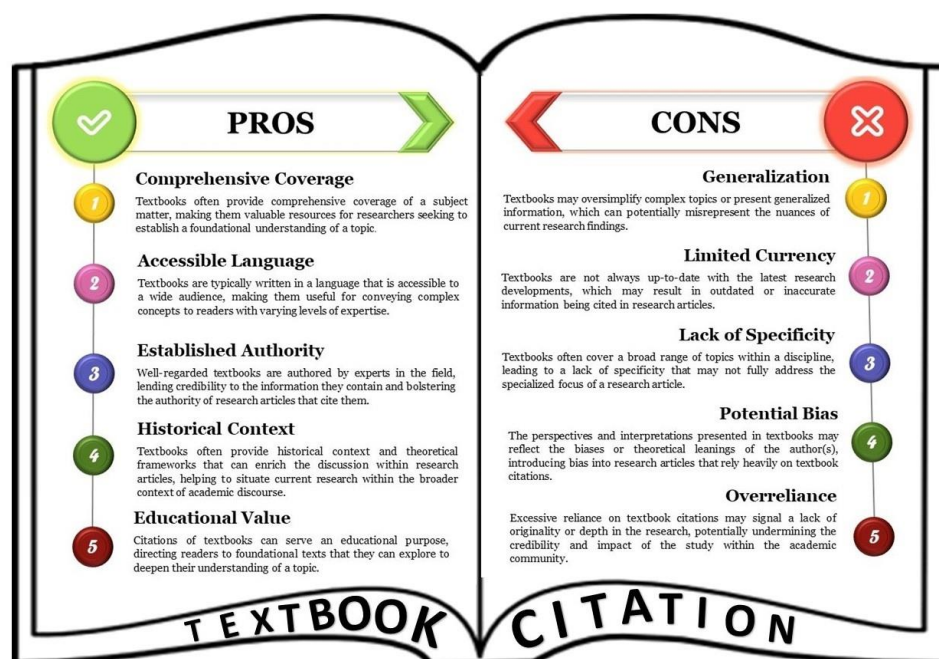 PROS
1
Comprehensive Coverage
Textbooks often provide comprehensive coverage of a subject
matter, making them valuable resources for researchers seeking to
establish a foundational understanding of a topic.
2
Accessible Language
Textbooks are typically written in a language that is accessible to
a wide audience, making them useful for conveying complex
concepts to readers with varying levels of expertise.
3
Established Authority
Well-regarded textbooks are authored by experts in the field,
lending credibility to the information they contain and bolstering
the authority of research articles that cite them.
4
Historical Context
Textbooks often provide historical context and theoretical
frameworks that can enrich the discussion within research
articles, helping to situate current research within the broader
context of academic discourse.
5
Educational Value
Citations of textbooks can serve an educational purpose,
directing readers to foundational texts that they can explore to
deepen their understanding of a topic.
CONS
1
Generalization
Textbooks may oversimplify complex topics or present generalized
information, which can potentially misrepresent the nuances of
current research findings.
2
Limited Currency
Textbooks are not always up-to-date with the latest research
developments, which may result in outdated or inaccurate
information being cited in research articles.
3
Lack of Specificity
Textbooks often cover a broad range of topics within a discipline,
leading to a lack of specificity that may not fully address the
specialized focus of a research article.
4
Potential Bias
The perspectives and interpretations presented in textbooks may
reflect the biases or theoretical leanings of the author(s),
introducing bias into research articles that rely heavily on textbook
citations.
5
Overreliance
Excessive reliance on textbook citations may signal a lack of
originality or depth in the research, potentially undermining the
credibility and impact of the study within the academic
community.
TEXTBOOK CITATION